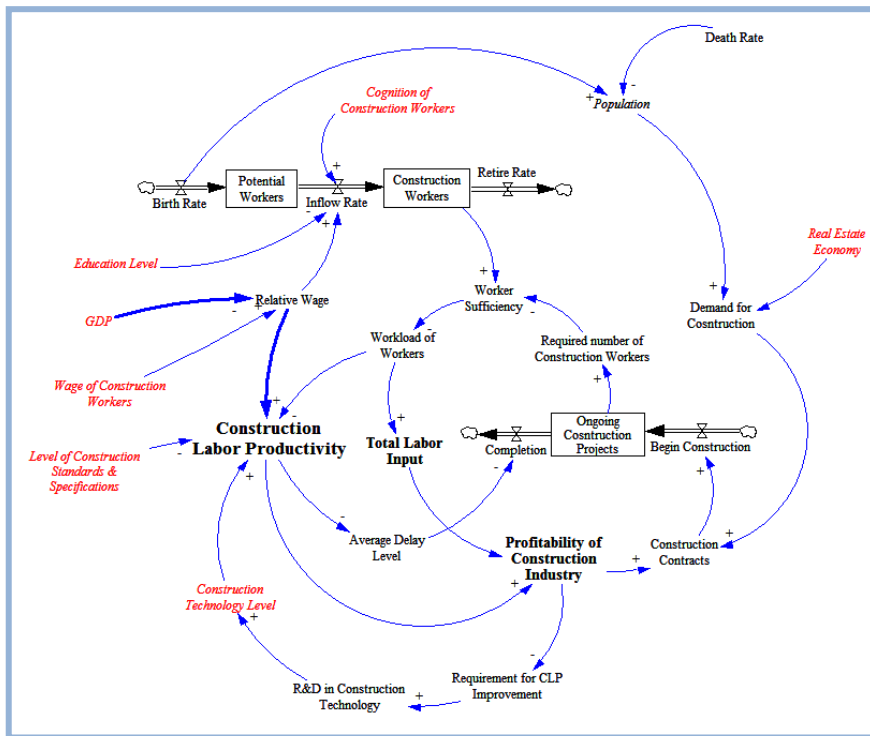 Death Rate
Cognition of
Construction Workers
+
-
Population
+
Potential
Workers
Construction
Workers
Retire Rate
Birth Rate
Inflow Rate
-
+
Education Level
Real Estate
Economy
+
Worker
Sufficiency
+
Demand for
Cosntruction
GDP
-
+
Relative Wage
-
-
Workload of
Workers
Required number of
Construction Workers
Wage of Construction
Workers
+
-
+
+
Construction
Labor Productivity
Total Labor
Input
Ongoing
Cosntruction
Projects
Completion
Begin Construction
Level of Construction
Standards &
Specifications
-
+
-
+
-
Average Delay
Level
Profitability of
Construction
Industry
+
+
Construction
Contracts
+
Construction
Technology Level
+
-
R&D in Construction
Technology
+
Requirement for CLP
Improvement